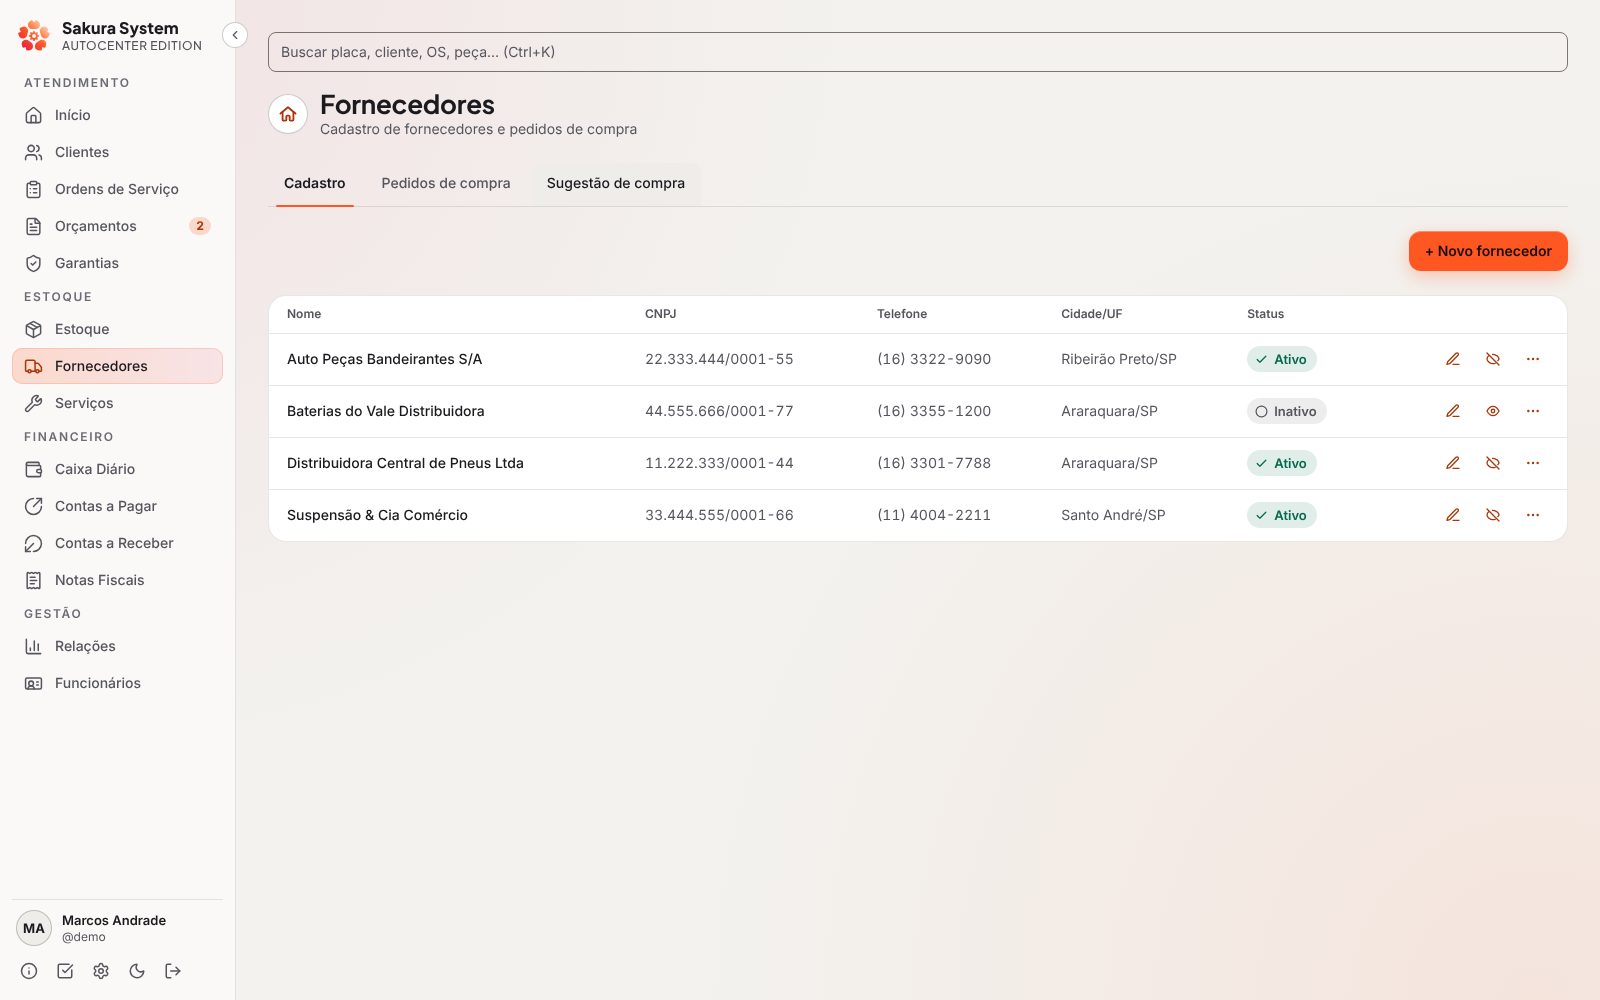 Sakura System
AUTOCENTER EDITION
ATENDIMENTO
Início
Clientes
Ordens de Serviço
Orçamentos 2
Garantias
ESTOQUE
Estoque
Fornecedores
Serviços
FINANCEIRO
Caixa Diário
Contas a Pagar
Contas a Receber
Notas Fiscais
GESTÃO
Relações
Funcionários
MA
Marcos Andrade
@demo
Buscar placa, cliente, OS, peça... (Ctrl+K)
Fornecedores
Cadastro de fornecedores e pedidos de compra
Cadastro Pedidos de compra Sugestão de compra
+ Novo fornecedor
Nome CNPJ Telefone Cidade/UF Status
Auto Peças Bandeirantes S/A 22.333.444/0001-55 (16) 3322-9090 Ribeirão Preto/SP Ativo
Baterias do Vale Distribuidora 44.555.666/0001-77 (16) 3355-1200 Araraquara/SP Inativo
Distribuidora Central de Pneus Ltda 11.222.333/0001-44 (16) 3301-7788 Araraquara/SP Ativo
Suspensão & Cia Comércio 33.444.555/0001-66 (11) 4004-2211 Santo André/SP Ativo